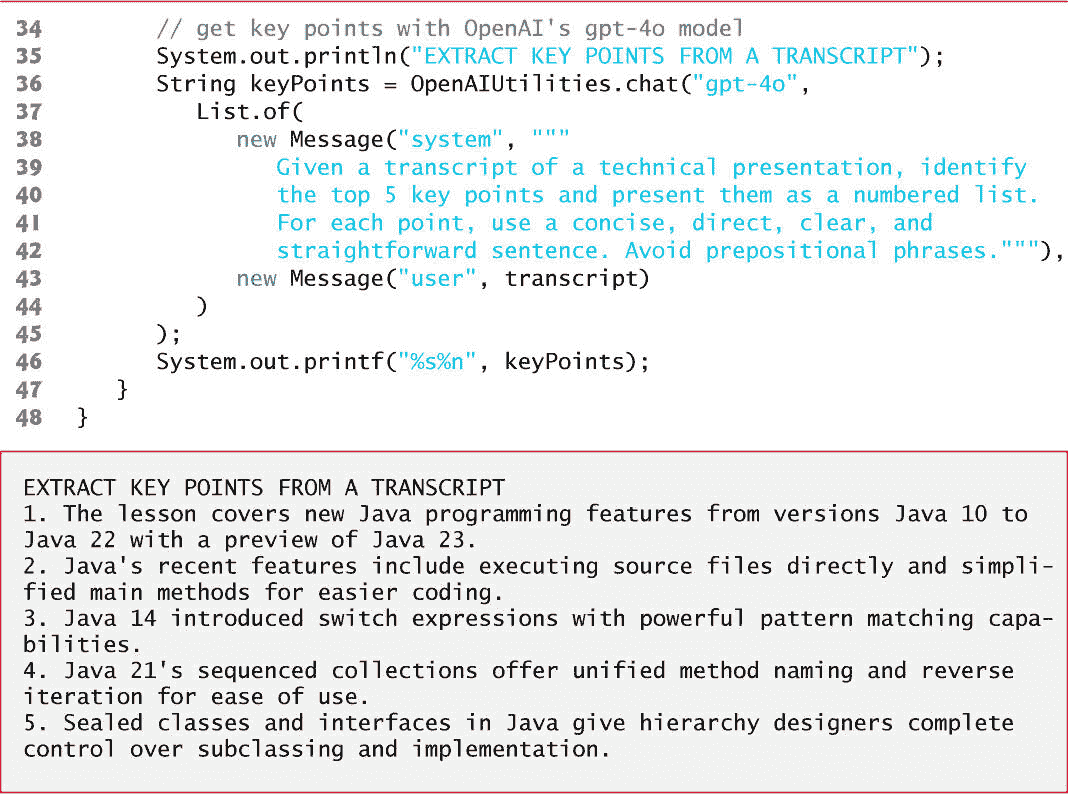 34 // get key points with OpenAI's gpt-4o model
35 System.out.println("EXTRACT KEY POINTS FROM A TRANSCRIPT");
36 String keyPoints = OpenAIUtilities.chat("gpt-4o",
37 List.of(
38 new Message("system", """
39 Given a transcript of a technical presentation, identify
40 the top 5 key points and present them as a numbered list.
41 For each point, use a concise, direct, clear, and
42 straightforward sentence. Avoid prepositional phrases."""),
43 new Message("user", transcript)
44 )
45 );
46 System.out.printf("%s%n", keyPoints);
47 }
48 }
EXTRACT KEY POINTS FROM A TRANSCRIPT
1. The lesson covers new Java programming features from versions Java 10 to
Java 22 with a preview of Java 23.
2. Java's recent features include executing source files directly and simpli-
fied main methods for easier coding.
3. Java 14 introduced switch expressions with powerful pattern matching capa-
bilities.
4. Java 21's sequenced collections offer unified method naming and reverse
iteration for ease of use.
5. Sealed classes and interfaces in Java give hierarchy designers complete
control over subclassing and implementation.